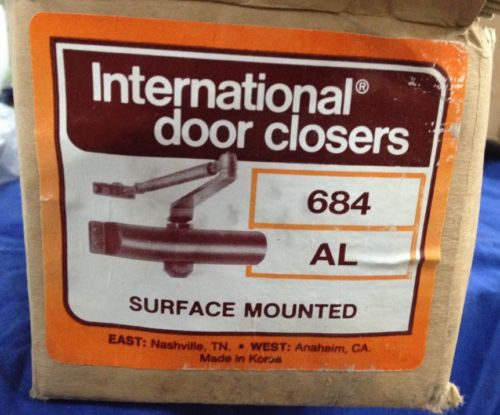 International®
door closers
684
AL
SURFACE MOUNTED
EAST: Nashville, TN. • WEST: Anaheim, CA.
Made in Korea